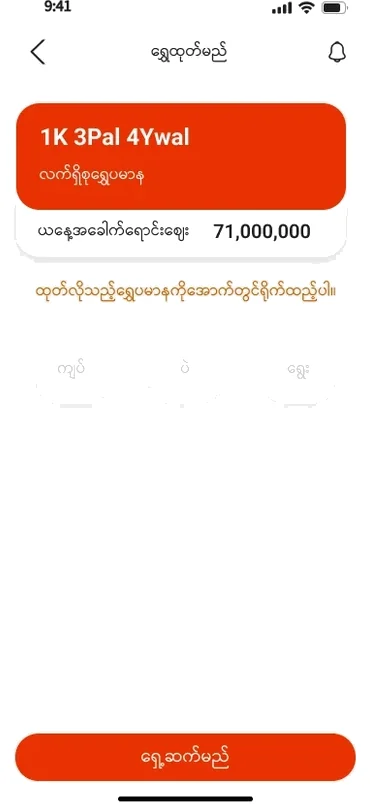 9:41
ရွှေထုတ်မည်
1K 3Pal 4Ywal
လက်ရှိစုရွှေပမာန
ယနေ့အခေါက်ရောင်းဈေး 71,000,000
ထုတ်လိုသည့်ရွှေပမာနကိုအောက်တွင်ရိုက်ထည့်ပါ။
ကျပ် ပဲ ရွေး
ရှေ့ဆက်မည်